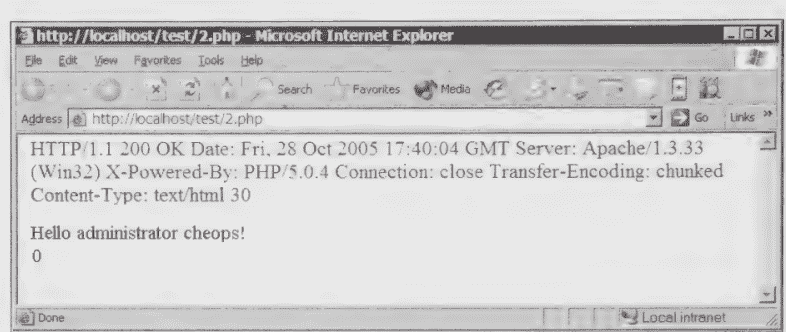 http://localhost/test/2.php - Microsoft Internet Explorer
File Edit View Favorites Tools Help
Search Favorites Media
Address http://localhost/test/2.php Go Links »
HTTP/1.1 200 OK Date: Fri, 28 Oct 2005 17:40:04 GMT Server: Apache/1.3.33
(Win32) X-Powered-By: PHP/5.0.4 Connection: close Transfer-Encoding: chunked
Content-Type: text/html 30
Hello administrator cheops!
0
Done Local intranet